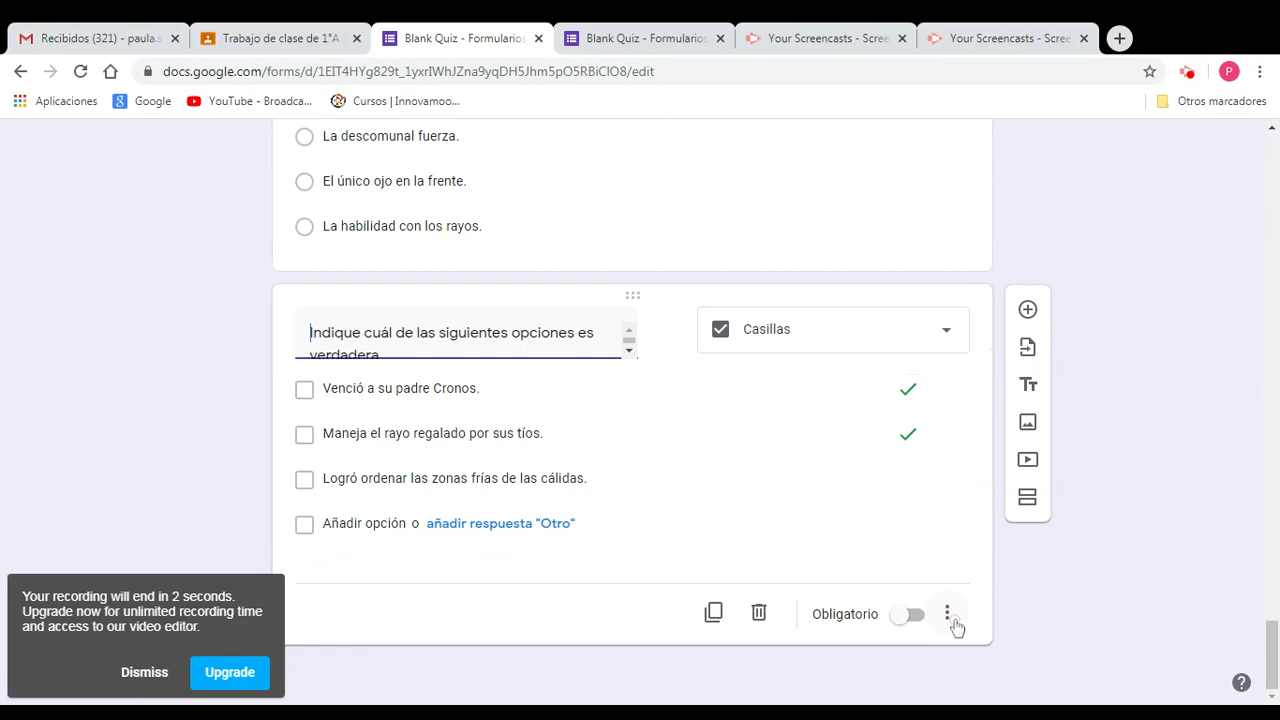 Recibidos (321) - paula.s
Trabajo de clase de 1°A
Blank Quiz - Formularios
Blank Quiz - Formularios
Your Screencasts - Scree
Your Screencasts - Scree
docs.google.com/forms/d/1EIT4HYg829t_1yxrIWhJZna9yqDH5Jhm5pO5RBiClO8/edit
P
Aplicaciones
Google
YouTube - Broadca...
Cursos | Innovamoo...
Otros marcadores
La descomunal fuerza.
El único ojo en la frente.
La habilidad con los rayos.
Indique cuál de las siguientes opciones es
verdadera
Casillas
Venció a su padre Cronos.
Maneja el rayo regalado por sus tíos.
Logró ordenar las zonas frías de las cálidas.
Añadir opción o añadir respuesta "Otro"
Obligatorio
Your recording will end in 2 seconds.
Upgrade now for unlimited recording time
and access to our video editor.
Dismiss
Upgrade